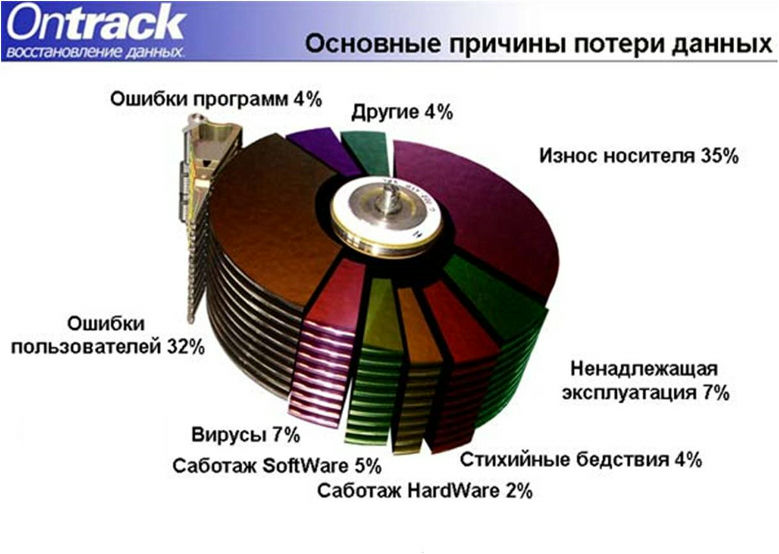 Ontrack
восстановление данных.
Основные причины потери данных
Ошибки программ 4%
Другие 4%
Износ носителя 35%
Ошибки
пользователей 32%
Ненадлежащая
эксплуатация 7%
Вирусы 7%
Саботаж SoftWare 5%
Стихийные бедствия 4%
Саботаж HardWare 2%